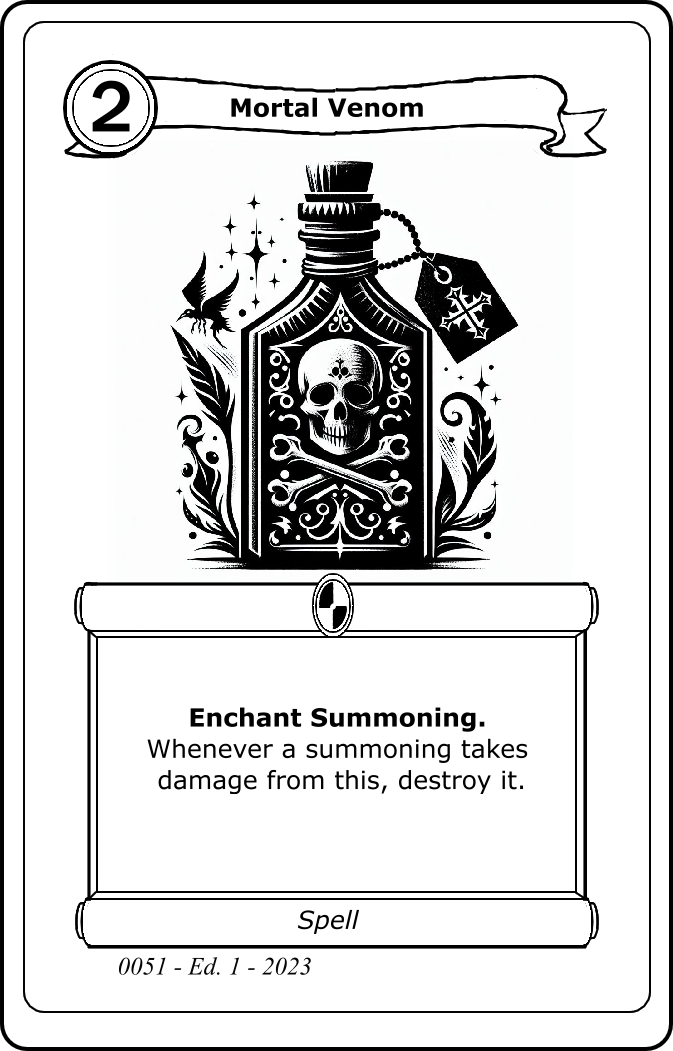 2
Mortal Venom
Enchant Summoning.
Whenever a summoning takes
damage from this, destroy it.
Spell
0051 - Ed. 1 - 2023